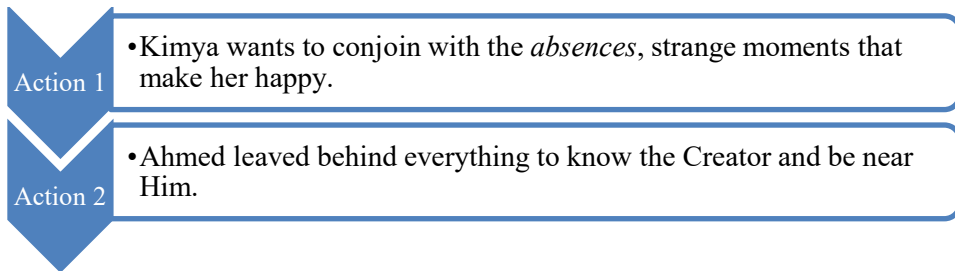 Action 1
•Kimya wants to conjoin with the absences, strange moments that
make her happy.
Action 2
•Ahmed leaved behind everything to know the Creator and be near
Him.